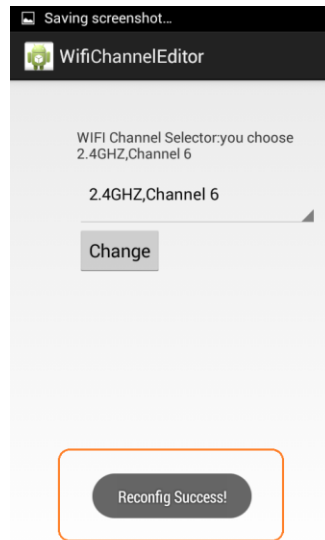 Saving screenshot...
WifiChannelEditor
WIFI Channel Selector:you choose
2.4GHZ,Channel 6
2.4GHZ,Channel 6
Change
Reconfig Success!